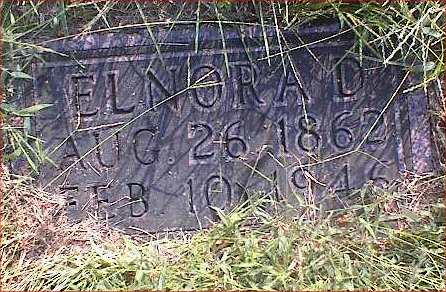 ELNORA D
AUG. 26 1862
FEB. 10, 1946